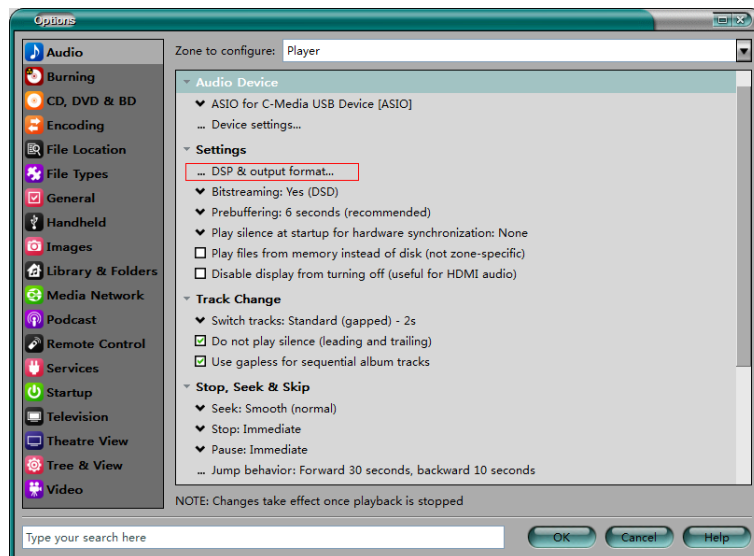 Options
Audio
Burning
CD, DVD & BD
Encoding
File Location
File Types
General
Handheld
Images
Library & Folders
Media Network
Podcast
Remote Control
Services
Startup
Television
Theatre View
Tree & View
Video
Zone to configure: Player
Audio Device
ASIO for C-Media USB Device [ASIO]
... Device settings...
Settings
... DSP & output format...
Bitstreaming: Yes (DSD)
Prebuffering: 6 seconds (recommended)
Play silence at startup for hardware synchronization: None
Play files from memory instead of disk (not zone-specific)
Disable display from turning off (useful for HDMI audio)
Track Change
Switch tracks: Standard (gapped) - 2s
Do not play silence (leading and trailing)
Use gapless for sequential album tracks
Stop, Seek & Skip
Seek: Smooth (normal)
Stop: Immediate
Pause: Immediate
... Jump behavior: Forward 30 seconds, backward 10 seconds
NOTE: Changes take effect once playback is stopped
Type your search here
OK
Cancel
Help